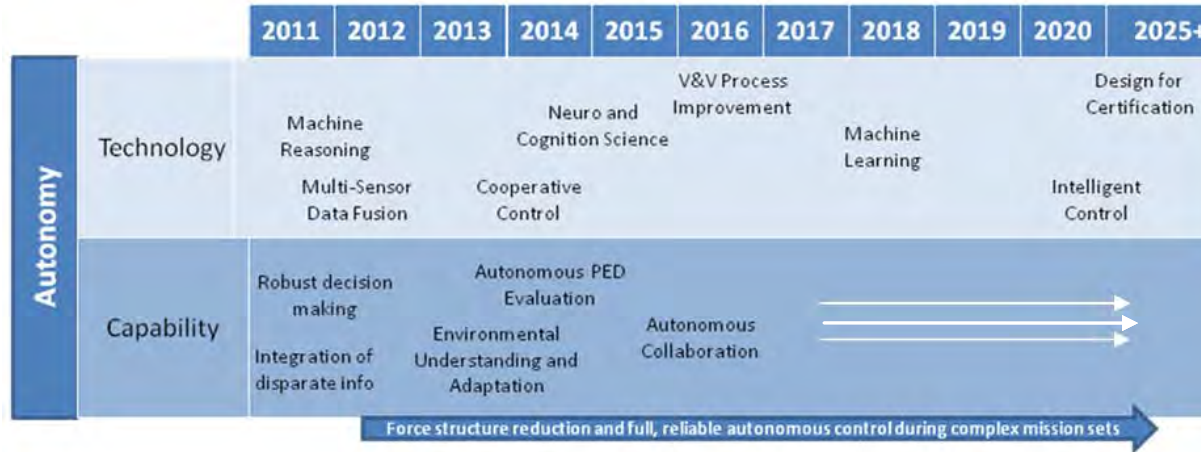 2011 2012 2013 2014 2015 2016 2017 2018 2019 2020 2025+
Autonomy
Technology
Machine
Reasoning
Multi-Sensor
Data Fusion
Neuro and
Cognition Science
Cooperative
Control
V&V Process
Improvement
Machine
Learning
Design for
Certification
Intelligent
Control
Capability
Robust decision
making
Integration of
disparate info
Autonomous PED
Evaluation
Environmental
Understanding and
Adaptation
Autonomous
Collaboration
Force structure reduction and full, reliable autonomous control during complex mission sets